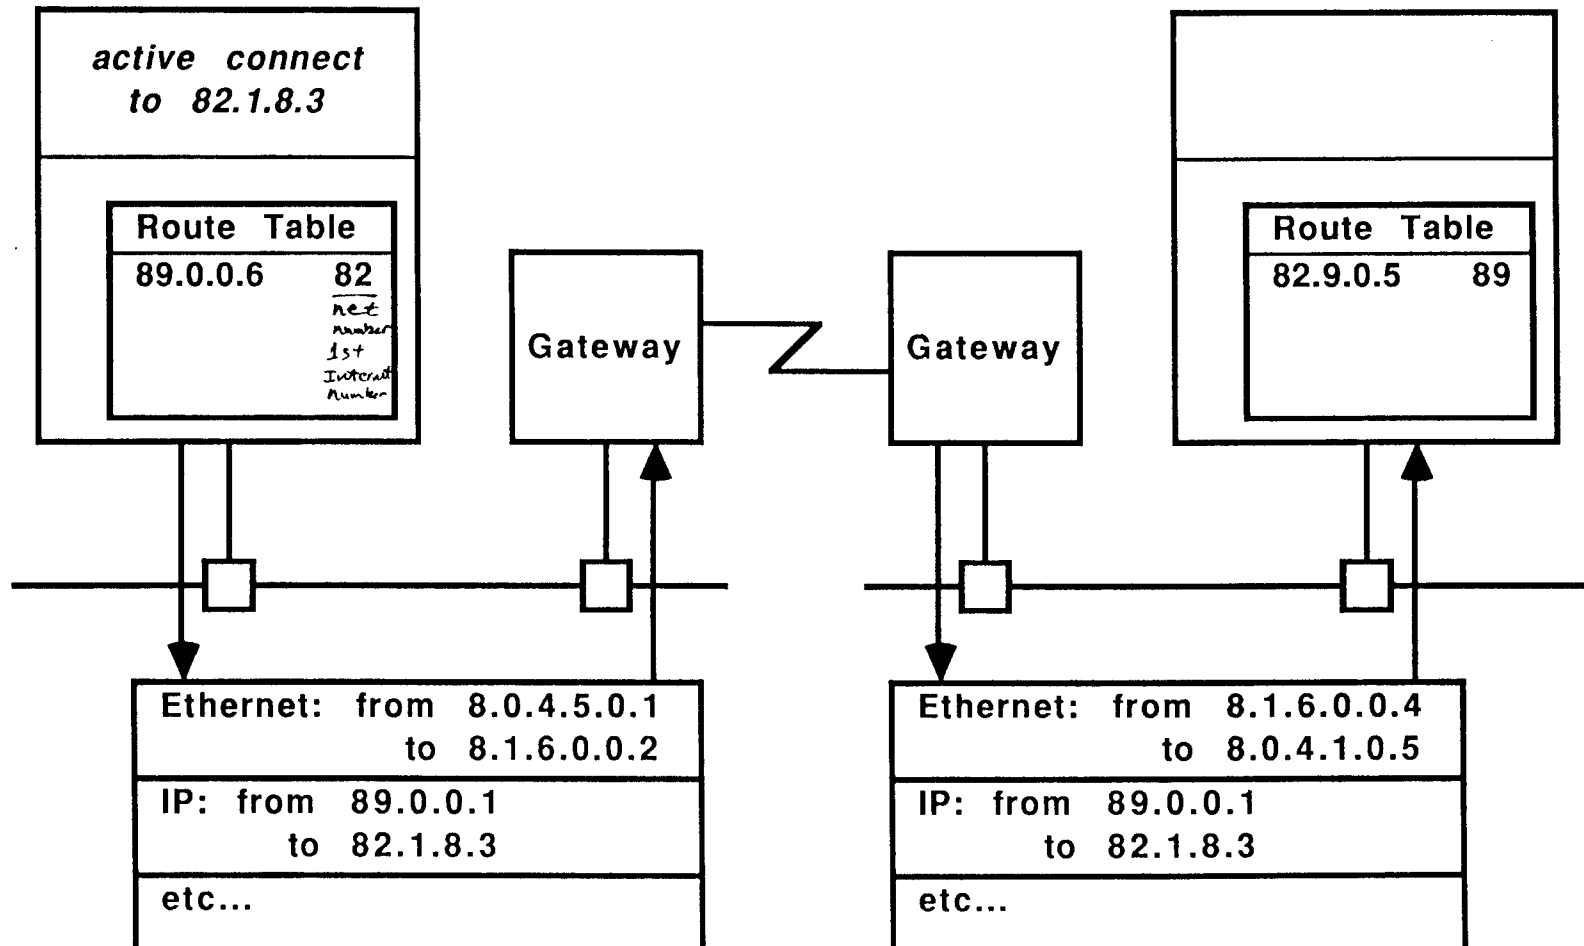 active connect
to 82.1.8.3
Route Table
89.0.0.6 82
net
number
1st
Internet
number
Gateway
Gateway
Route Table
82.9.0.5 89
Ethernet: from 8.0.4.5.0.1
to 8.1.6.0.0.2
IP: from 89.0.0.1
to 82.1.8.3
etc...
Ethernet: from 8.1.6.0.0.4
to 8.0.4.1.0.5
IP: from 89.0.0.1
to 82.1.8.3
etc...